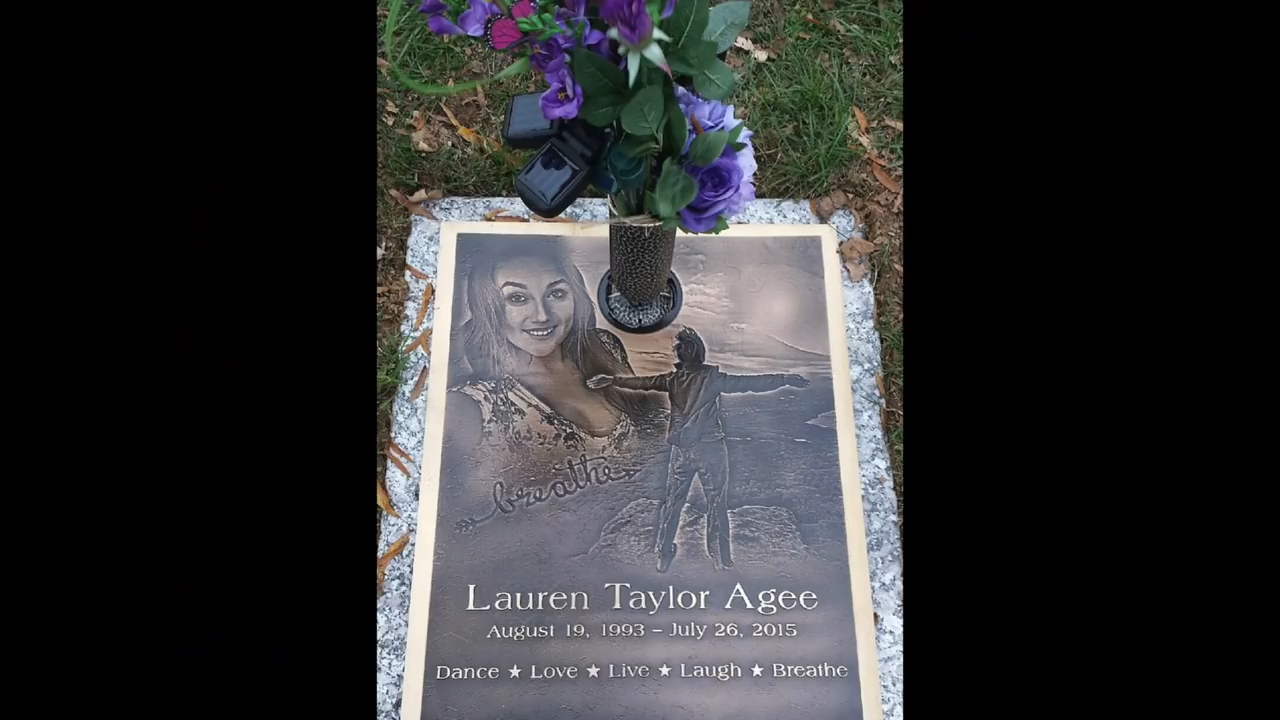 breathe
Lauren Taylor Agee
August 19, 1993 – July 26, 2015
Dance ★ Love ★ Live ★ Laugh ★ Breathe